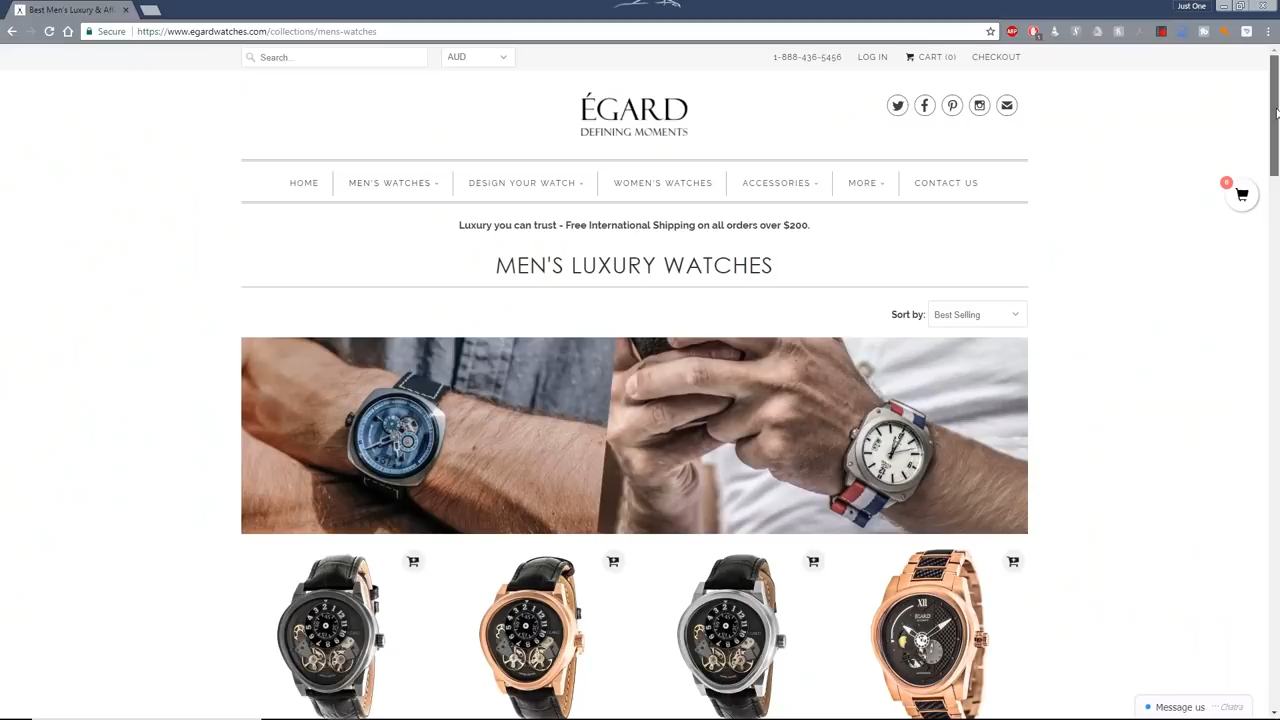 Best Men's Luxury & Aff
Just One
Secure
https://www.egardwatches.com/collections/mens-watches
Search...
AUD
1-888-436-5456
LOG IN
CART (0)
CHECKOUT
ÉGARD
DEFINING MOMENTS
HOME
MEN'S WATCHES
DESIGN YOUR WATCH
WOMEN'S WATCHES
ACCESSORIES
MORE
CONTACT US
Luxury you can trust - Free International Shipping on all orders over $200.
MEN'S LUXURY WATCHES
Sort by:
Best Selling
Message us
Chatra